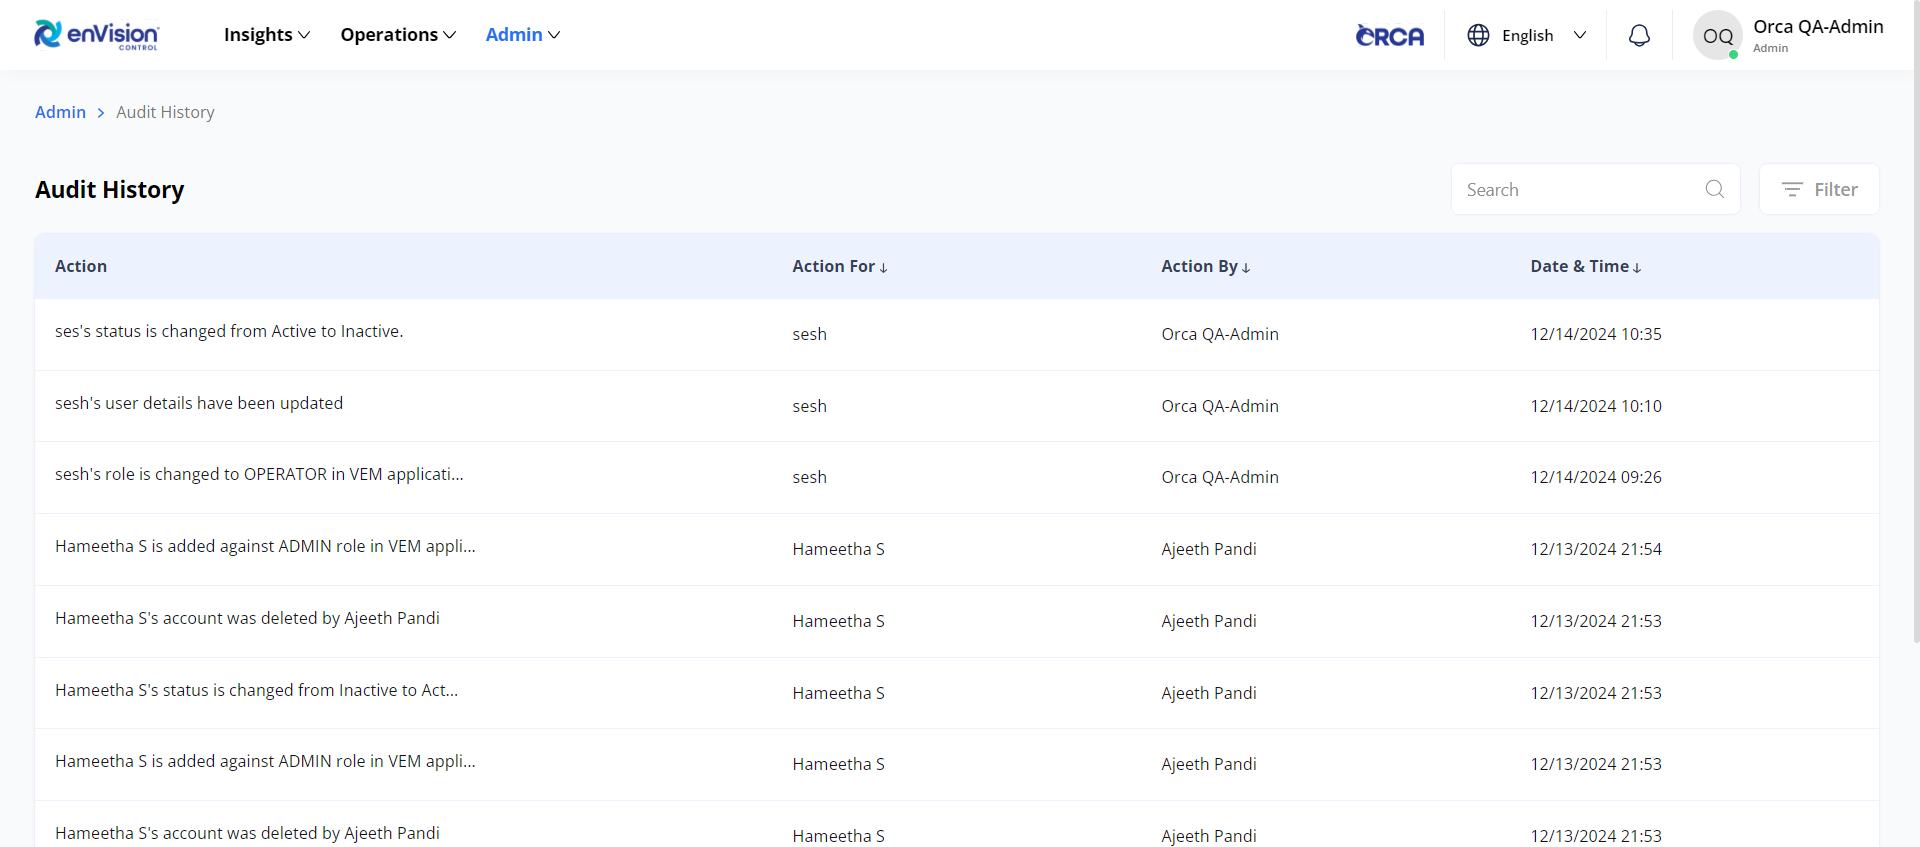 enVision CONTROL Insights Operations Admin ORCA English OQ Orca QA-Admin Admin
Admin > Audit History
Audit History Search Filter
Action Action For ↓ Action By ↓ Date & Time ↓
ses's status is changed from Active to Inactive. sesh Orca QA-Admin 12/14/2024 10:35
sesh's user details have been updated sesh Orca QA-Admin 12/14/2024 10:10
sesh's role is changed to OPERATOR in VEM applicati... sesh Orca QA-Admin 12/14/2024 09:26
Hameetha S is added against ADMIN role in VEM appli... Hameetha S Ajeeth Pandi 12/13/2024 21:54
Hameetha S's account was deleted by Ajeeth Pandi Hameetha S Ajeeth Pandi 12/13/2024 21:53
Hameetha S's status is changed from Inactive to Act... Hameetha S Ajeeth Pandi 12/13/2024 21:53
Hameetha S is added against ADMIN role in VEM appli... Hameetha S Ajeeth Pandi 12/13/2024 21:53
Hameetha S's account was deleted by Ajeeth Pandi Hameetha S Ajeeth Pandi 12/13/2024 21:53